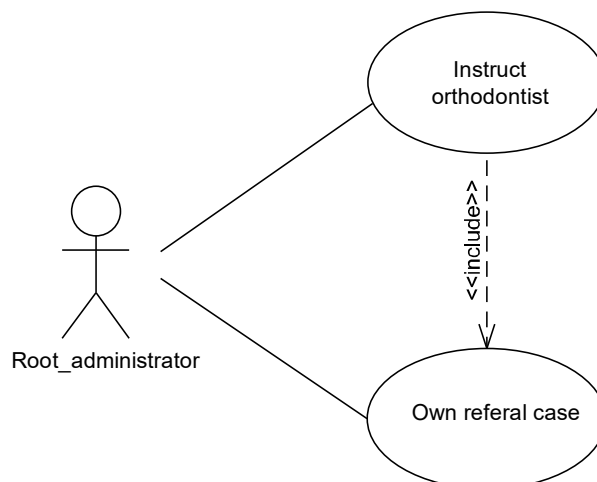 Instruct
orthodontist
<<include>>
Root_administrator
Own referal case